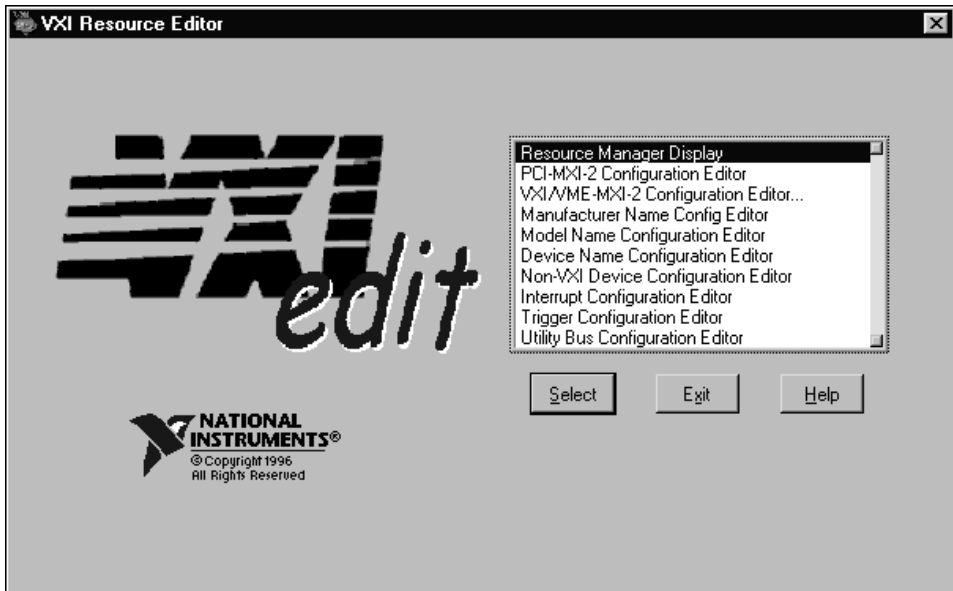 VXI Resource Editor
VXI
edit
NATIONAL
INSTRUMENTS®
© Copyright 1996
All Rights Reserved
Resource Manager Display
PCI-MXI-2 Configuration Editor
VXI/VME-MXI-2 Configuration Editor...
Manufacturer Name Config Editor
Model Name Configuration Editor
Device Name Configuration Editor
Non-VXI Device Configuration Editor
Interrupt Configuration Editor
Trigger Configuration Editor
Utility Bus Configuration Editor
Select Exit Help